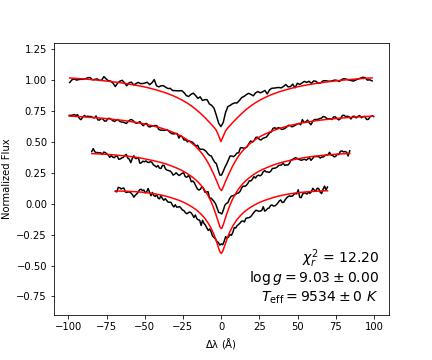 1.25
1.00
0.75
0.50
0.25
0.00
−0.25
−0.50
−0.75
Normalized Flux
χ²ᵣ = 12.20
log g = 9.03 ± 0.00
T_eff = 9534 ± 0 K
−100 −75 −50 −25 0 25 50 75 100
Δλ (Å)